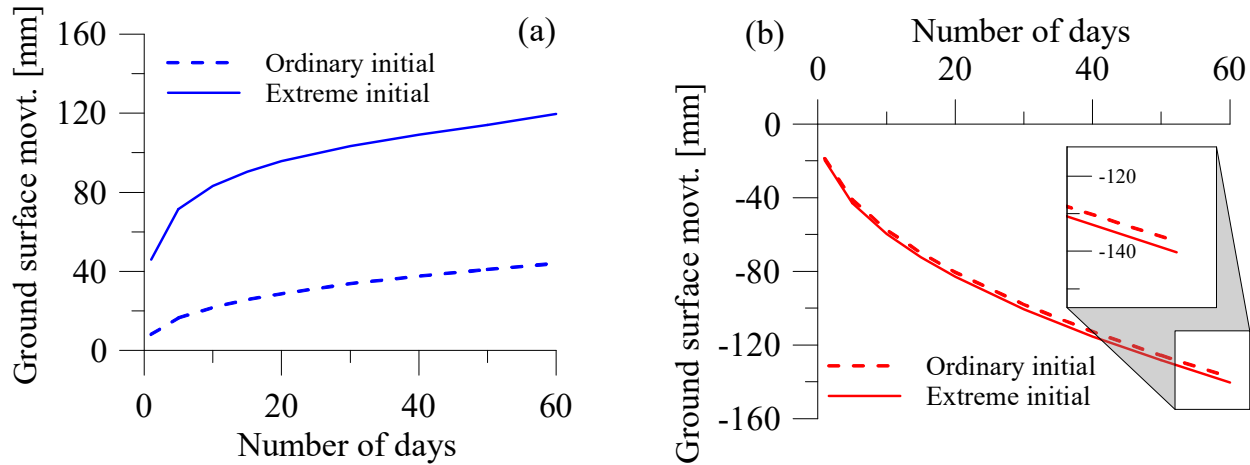 (a)
Ground surface movt. [mm]
160
120
80
40
0
Ordinary initial
Extreme initial
0 20 40 60
Number of days
(b)
Number of days
0 20 40 60
Ground surface movt. [mm]
0
-40
-80
-120
-160
-120
-140
Ordinary initial
Extreme initial